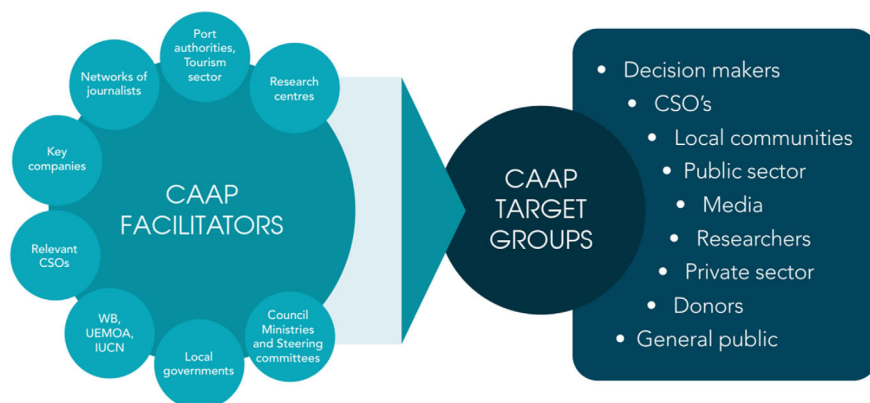 Port
authorities,
Tourism
sector
Networks of
journalists
Research
centres
Key
companies
CAAP
FACILITATORS
Relevant
CSOs
WB,
UEMOA,
IUCN
Local
governments
Council
Ministries
and Steering
committees
CAAP
TARGET
GROUPS
• Decision makers
• CSO's
• Local communities
• Public sector
• Media
• Researchers
• Private sector
• Donors
• General public